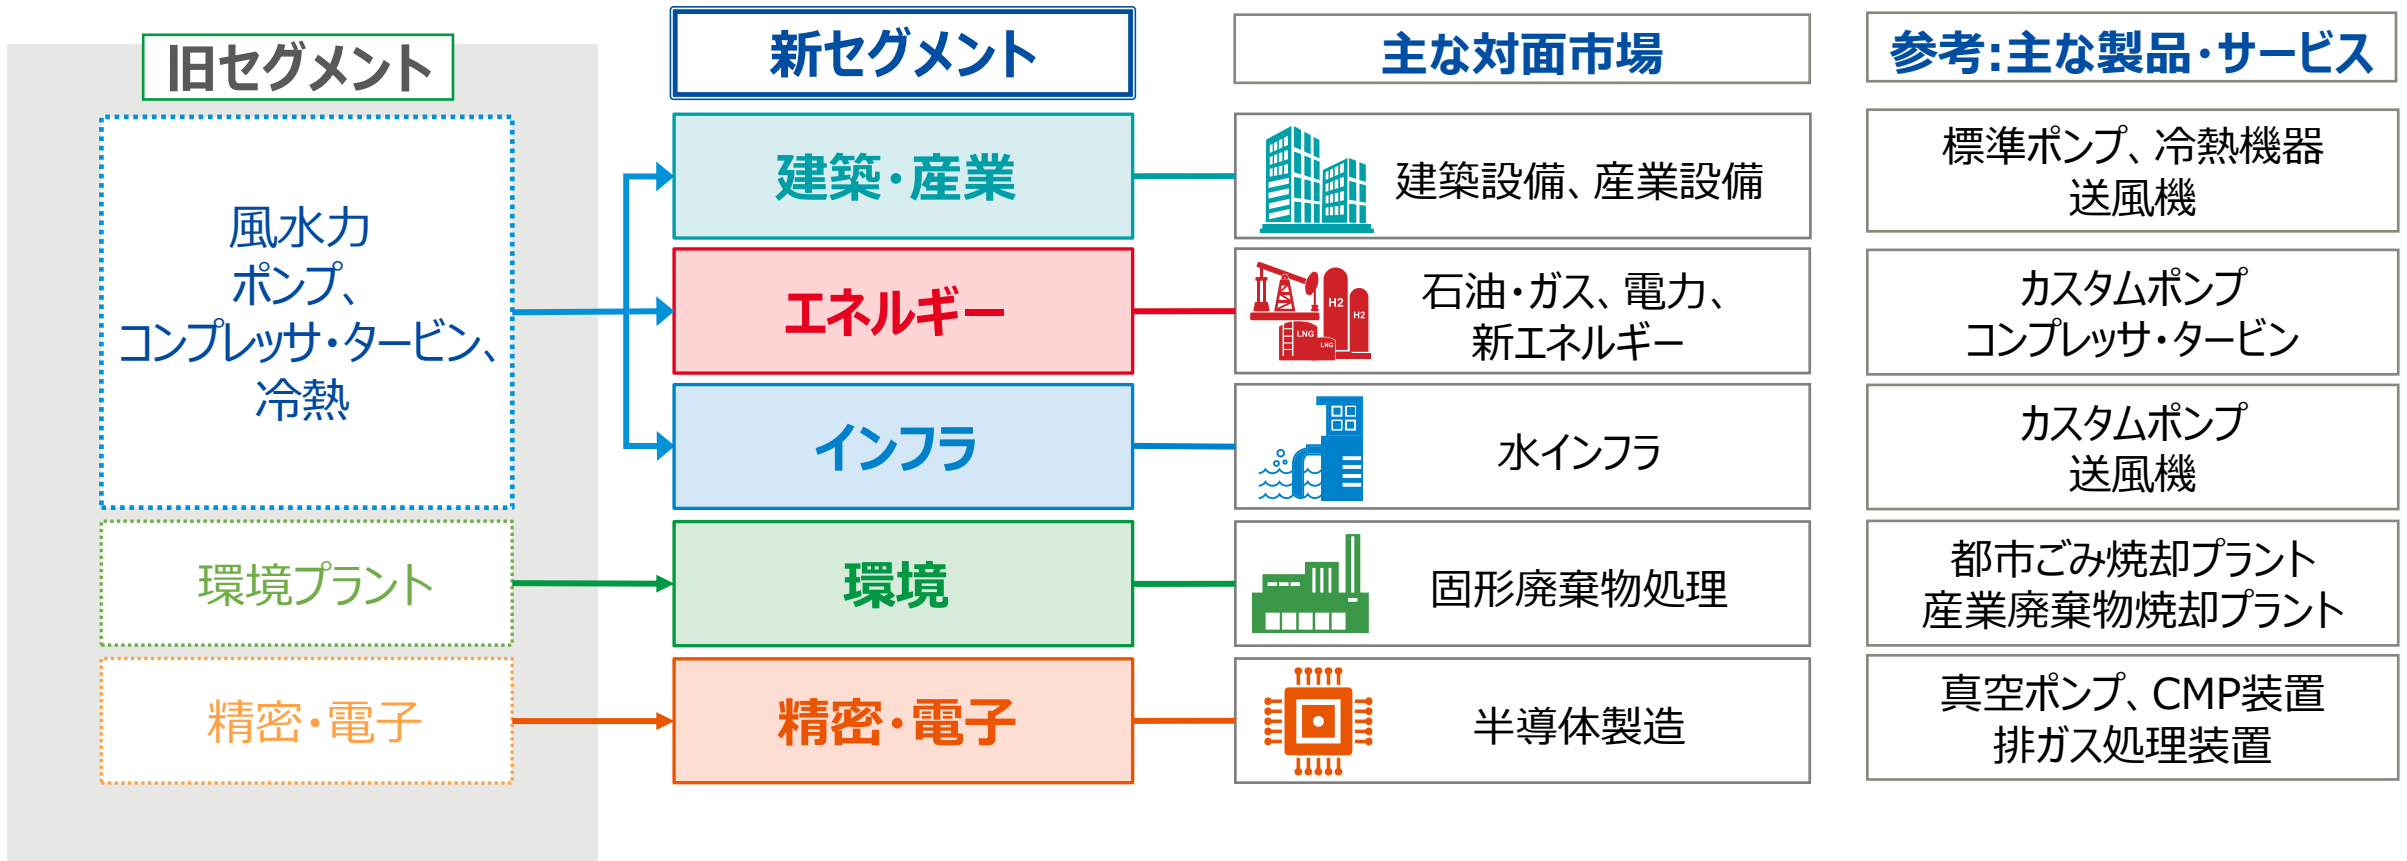 旧セグメント
新セグメント
主な対面市場
参考:主な製品・サービス
風水力
ポンプ、
コンプレッサ・タービン、
冷熱
建築・産業
建築設備、産業設備
標準ポンプ、冷熱機器
送風機
エネルギー
H2
H2
LNG
LNG
石油・ガス、電力、
新エネルギー
カスタムポンプ
コンプレッサ・タービン
インフラ
水インフラ
カスタムポンプ
送風機
環境プラント
環境
固形廃棄物処理
都市ごみ焼却プラント
産業廃棄物焼却プラント
精密・電子
精密・電子
半導体製造
真空ポンプ、CMP装置
排ガス処理装置